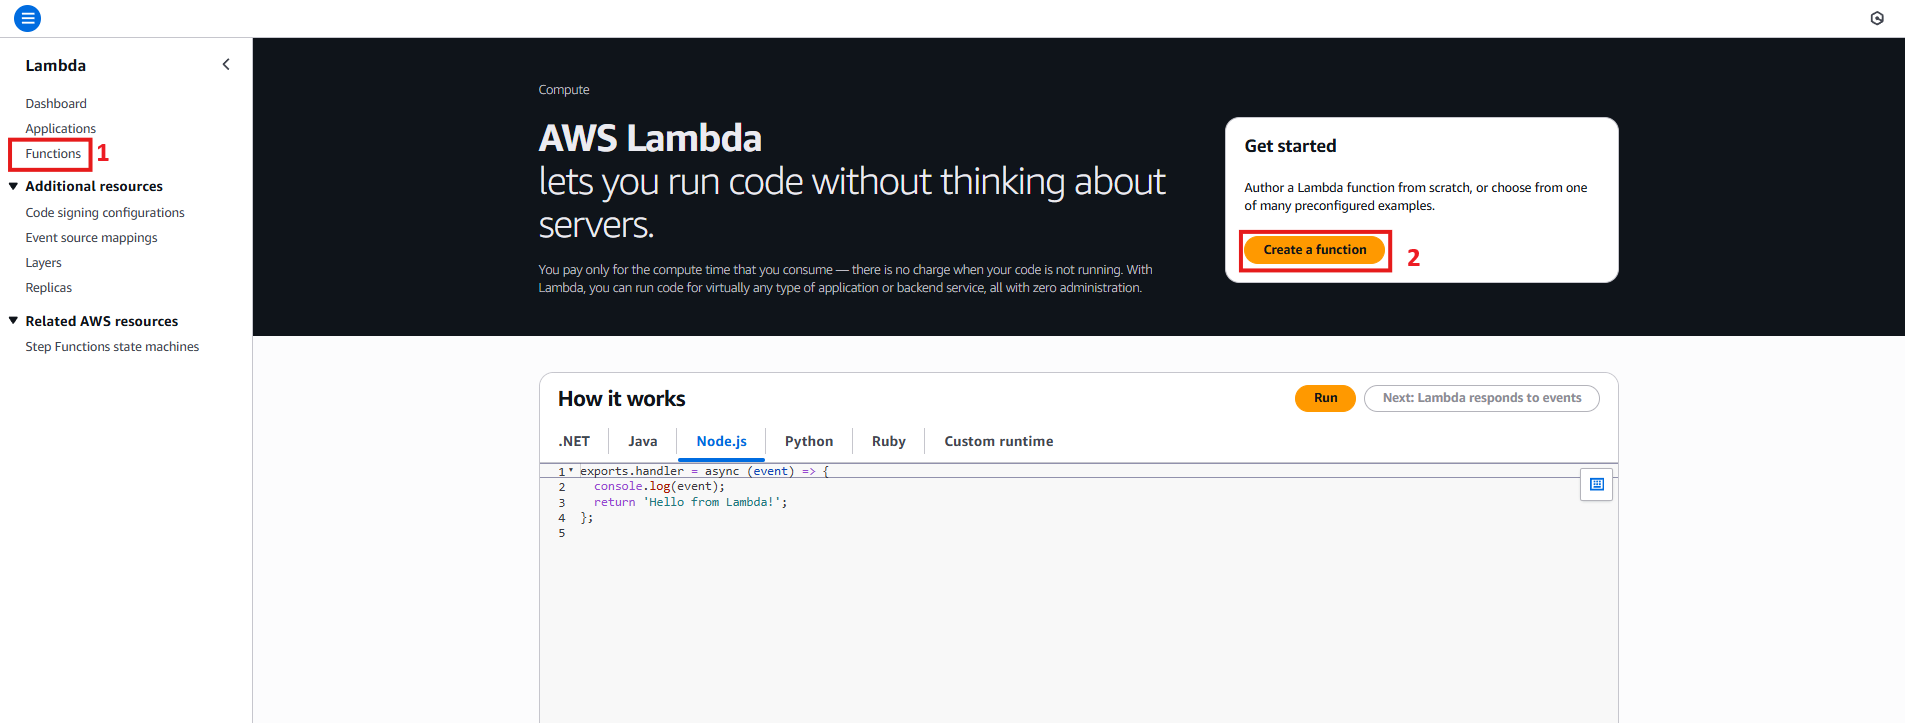 Lambda
Dashboard
Applications
Functions
1
Additional resources
Code signing configurations
Event source mappings
Layers
Replicas
Related AWS resources
Step Functions state machines
Compute
AWS Lambda
lets you run code without thinking about
servers.
You pay only for the compute time that you consume — there is no charge when your code is not running. With
Lambda, you can run code for virtually any type of application or backend service, all with zero administration.
Get started
Author a Lambda function from scratch, or choose from one
of many preconfigured examples.
Create a function
2
How it works
Run
Next: Lambda responds to events
.NET
Java
Node.js
Python
Ruby
Custom runtime
1 exports.handler = async (event) => {
2 console.log(event);
3 return 'Hello from Lambda!';
4 };
5